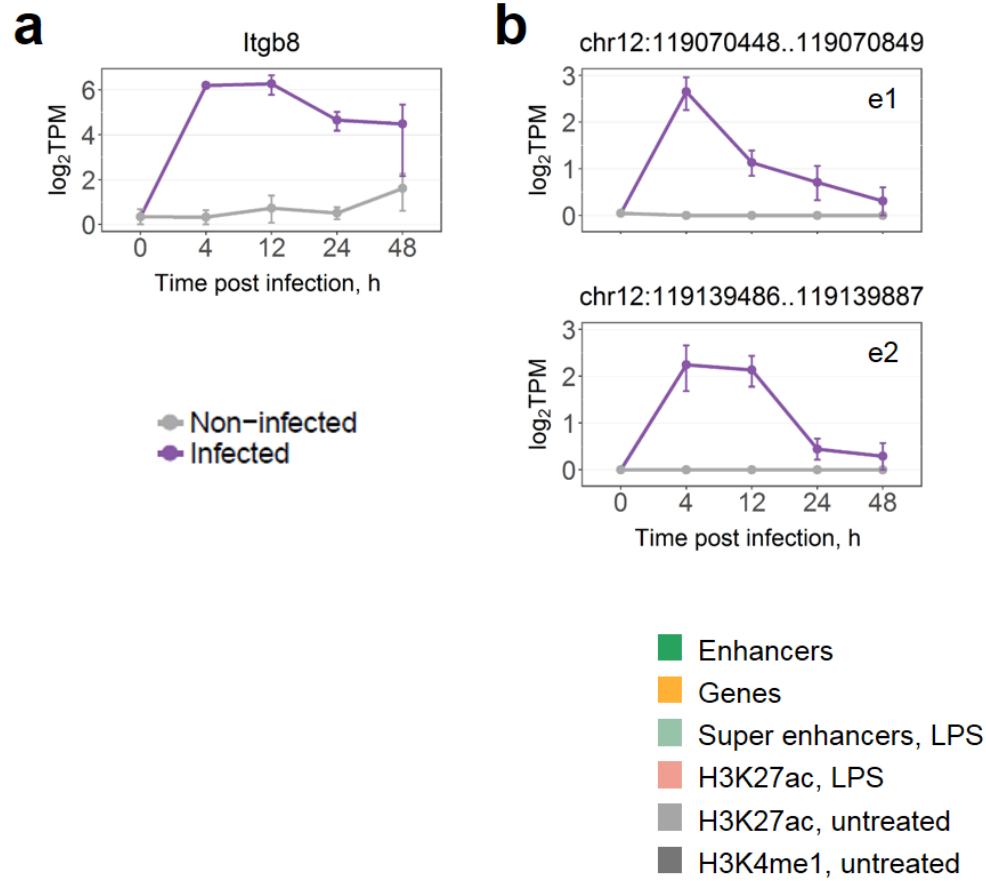 a
Itgb8
log₂TPM
6
4
2
0
0 4 12 24 48
Time post infection, h
Non−infected
Infected
b
chr12:119070448..119070849
e1
log₂TPM
3
2
1
0
chr12:119139486..119139887
e2
log₂TPM
3
2
1
0
0 4 12 24 48
Time post infection, h
Enhancers
Genes
Super enhancers, LPS
H3K27ac, LPS
H3K27ac, untreated
H3K4me1, untreated